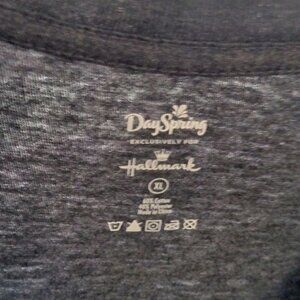 DaySpring
EXCLUSIVELY FOR
Hallmark
XL
60% Cotton
40% Polyester
Made in China